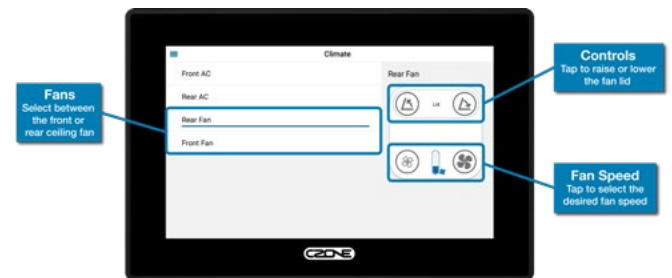 Climate
Front AC
Rear AC
Rear Fan
Front Fan
Rear Fan
Lid
CZONE
Fans
Select between
the front or
rear ceiling fan
Controls
Tap to raise or lower
the fan lid
Fan Speed
Tap to select the
desired fan speed